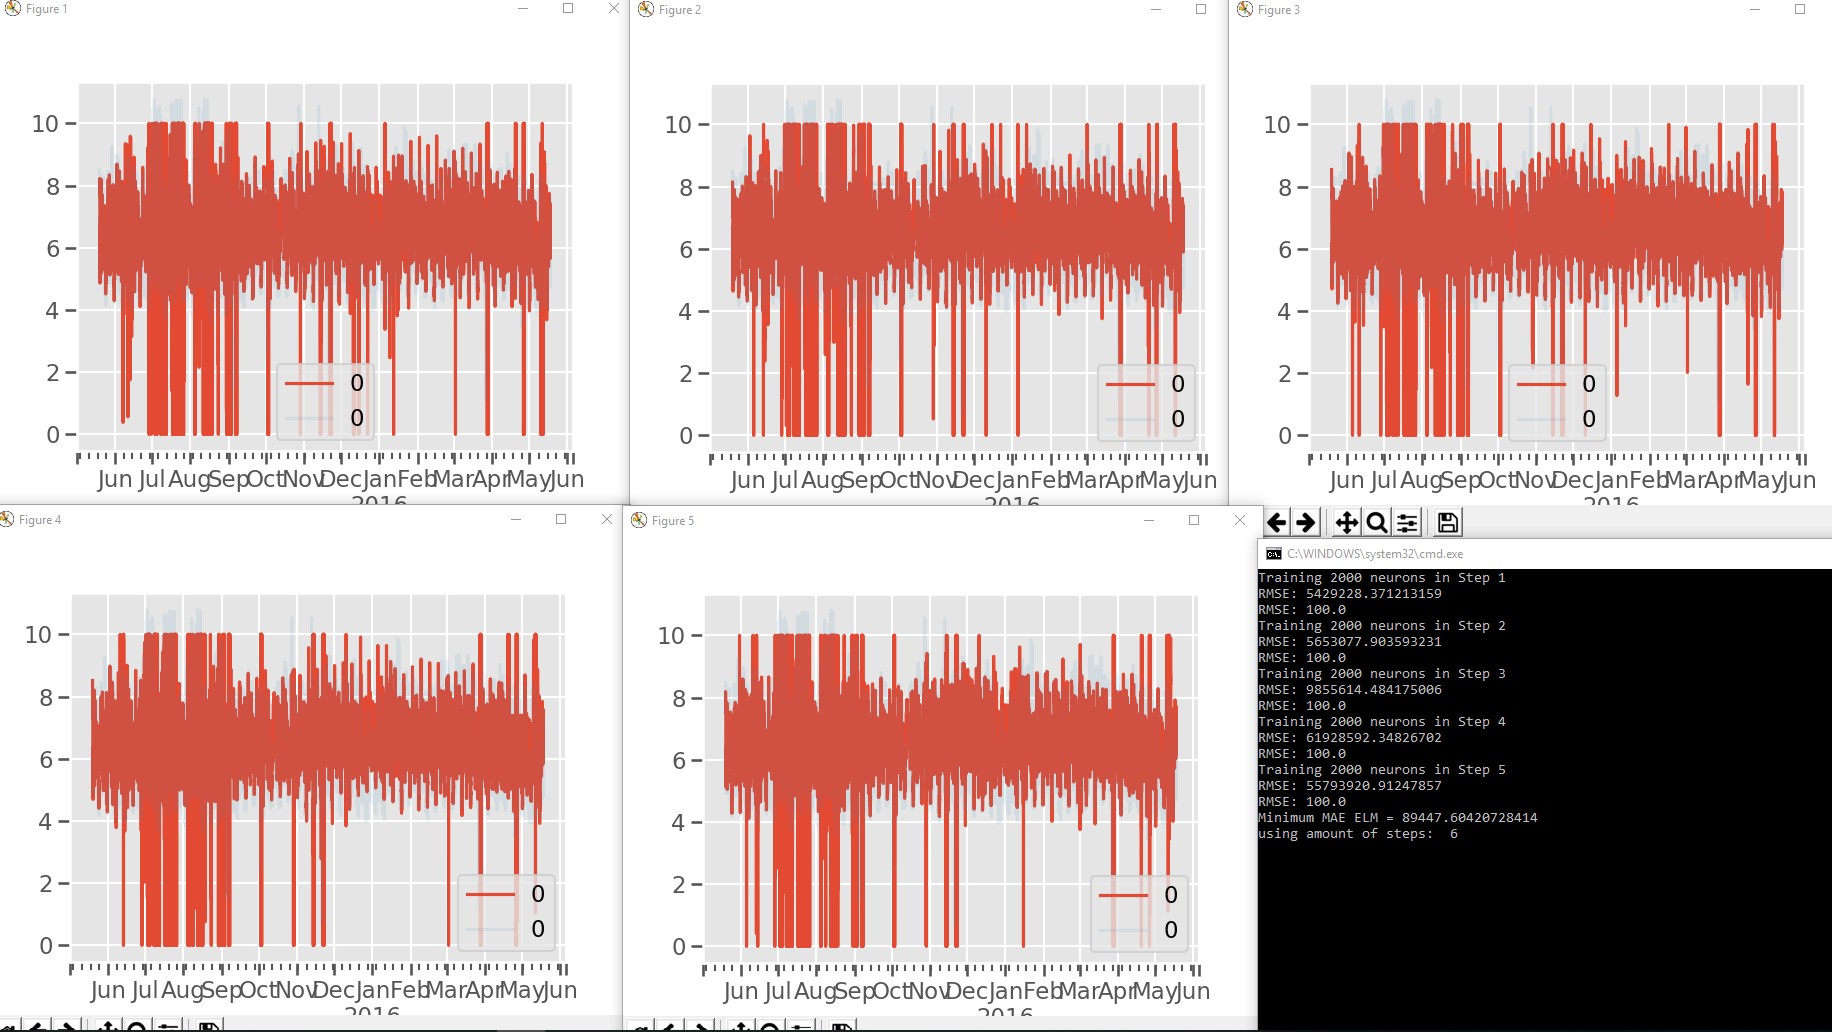 Figure 1
10
8
6
4
2
0
0
0
Jun Jul Aug Sep Oct Nov Dec Jan Feb Mar Apr May Jun
2016
Figure 2
10
8
6
4
2
0
0
0
Jun Jul Aug Sep Oct Nov Dec Jan Feb Mar Apr May Jun
2016
Figure 3
10
8
6
4
2
0
0
0
Jun Jul Aug Sep Oct Nov Dec Jan Feb Mar Apr May Jun
2016
Figure 4
10
8
6
4
2
0
0
0
Jun Jul Aug Sep Oct Nov Dec Jan Feb Mar Apr May Jun
2016
Figure 5
10
8
6
4
2
0
0
0
Jun Jul Aug Sep Oct Nov Dec Jan Feb Mar Apr May Jun
2016
C:\WINDOWS\system32\cmd.exe
Training 2000 neurons in Step 1
RMSE: 5429228.371213159
RMSE: 100.0
Training 2000 neurons in Step 2
RMSE: 5653077.903593231
RMSE: 100.0
Training 2000 neurons in Step 3
RMSE: 9855614.484175006
RMSE: 100.0
Training 2000 neurons in Step 4
RMSE: 61928592.34826702
RMSE: 100.0
Training 2000 neurons in Step 5
RMSE: 55793920.91247857
RMSE: 100.0
Minimum MAE ELM = 89447.60420728414
using amount of steps:  6